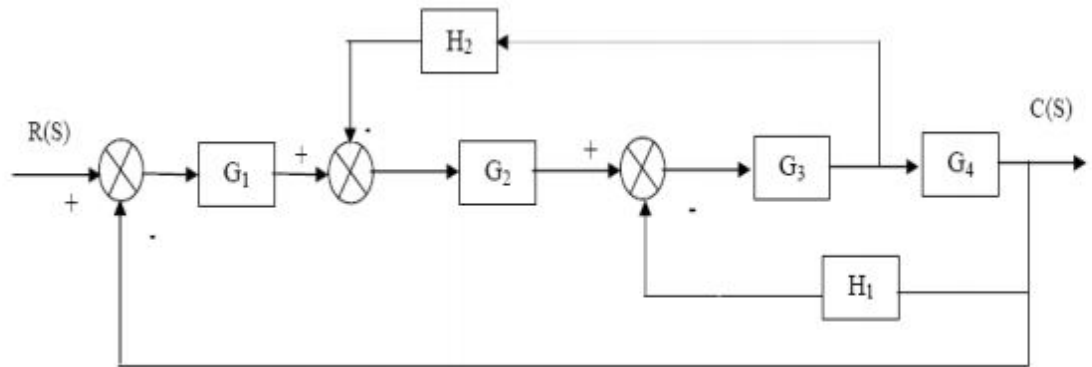 H2
C(S)
R(S)
-
+
+
G1
G2
G3
G4
+
-
-
H1